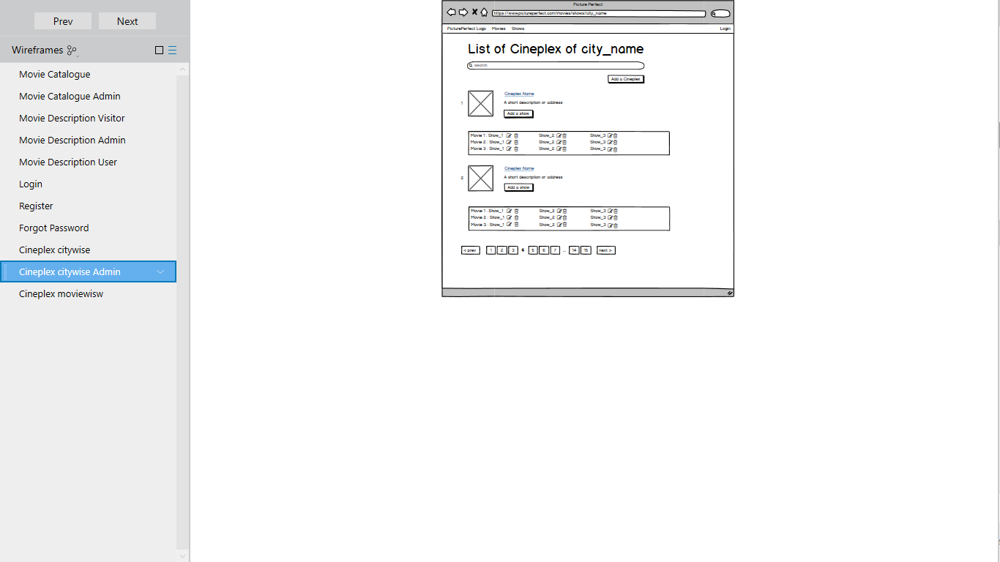 Prev Next
Wireframes
Movie Catalogue
Movie Catalogue Admin
Movie Description Visitor
Movie Description Admin
Movie Description User
Login
Register
Forgot Password
Cineplex citywise
Cineplex citywise Admin
Cineplex moviewisw
Picture Perfect
https://www.pictureperfect.com/movies/shows/city_name
PicturePerfect Logo Movies Shows Login
List of Cineplex of city_name
search
Add a Cineplex
1 Cineplex Name
A short description or address
Add a show
Movie 1 : Show_1 Show_2 Show_3
Movie 2 : Show_1 Show_2 Show_3
Movie 3 : Show_1 Show_2 Show_3
2 Cineplex Name
A short description or address
Add a show
Movie 1 : Show_1 Show_2 Show_3
Movie 2 : Show_1 Show_2 Show_3
Movie 3 : Show_1 Show_2 Show_3
< prev 1 2 3 4 5 6 7 ... 14 15 next >